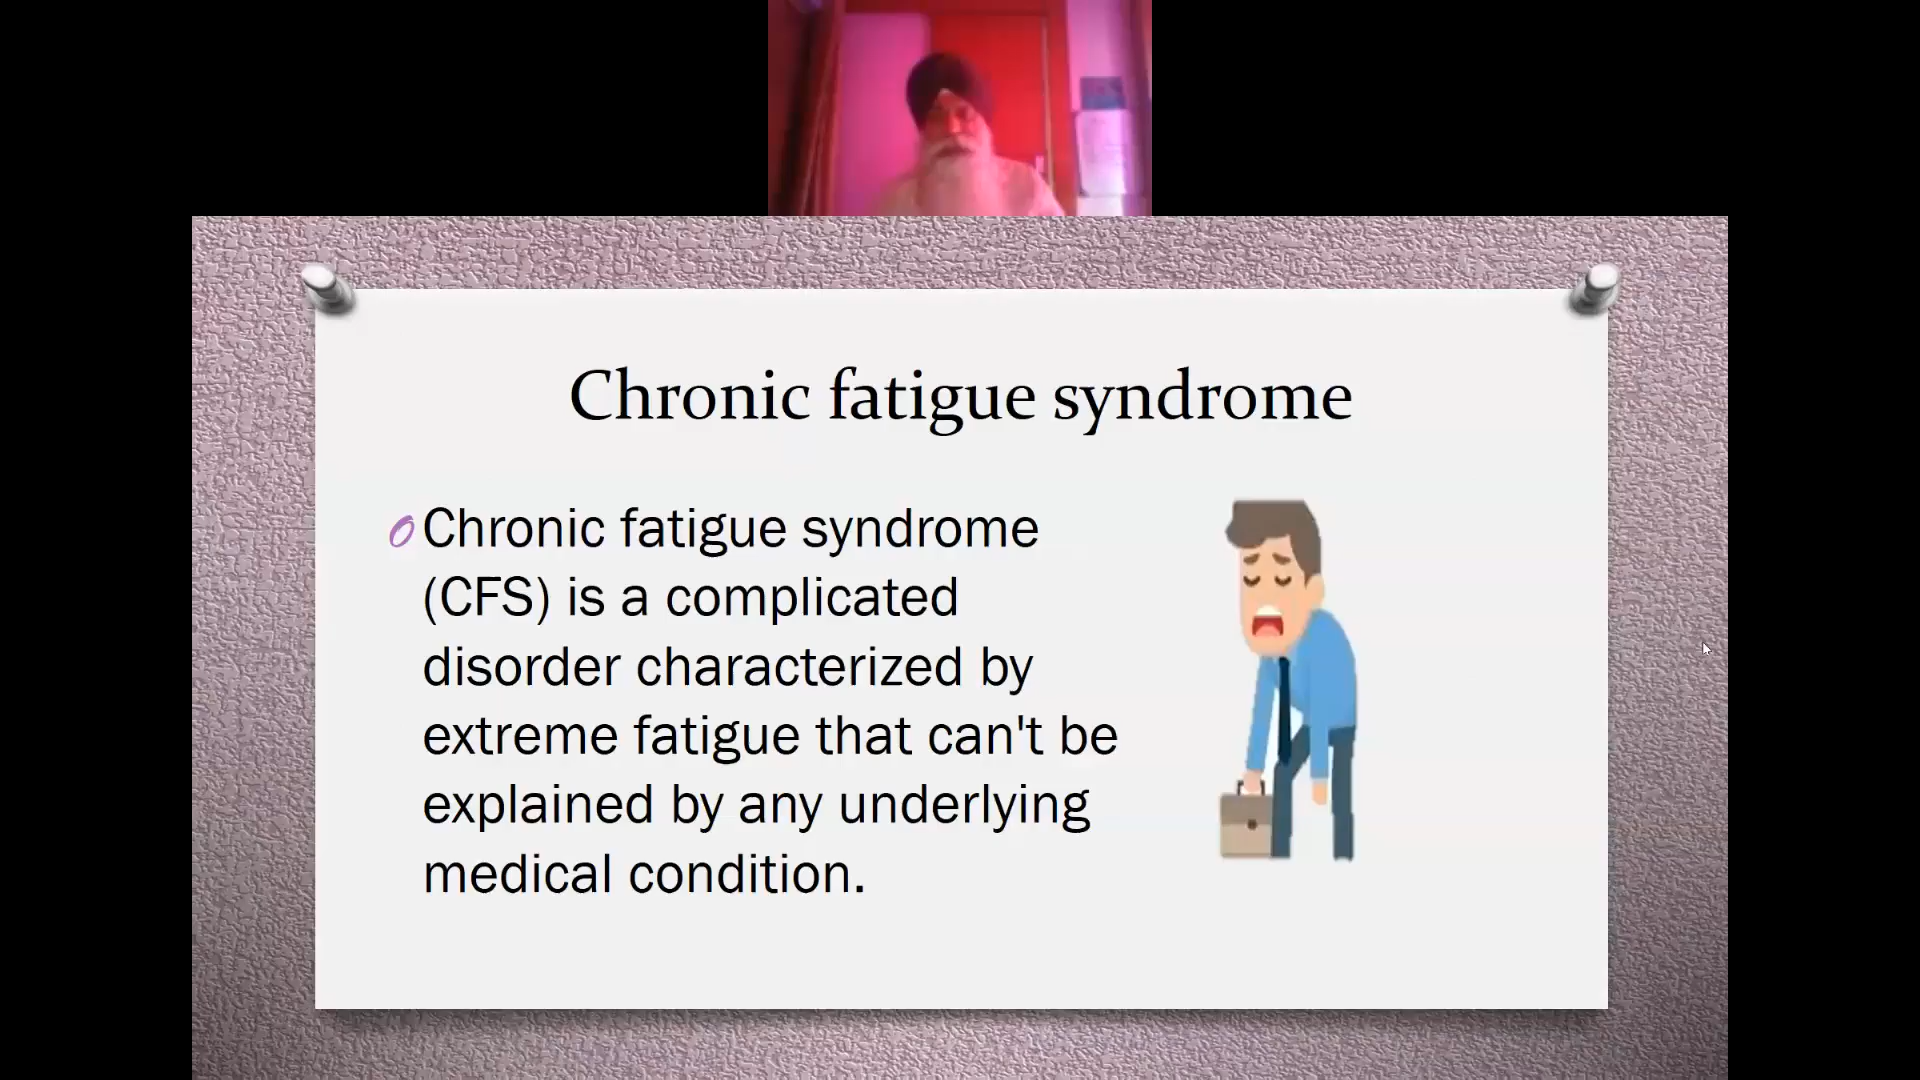 Chronic fatigue syndrome
Chronic fatigue syndrome
(CFS) is a complicated
disorder characterized by
extreme fatigue that can't be
explained by any underlying
medical condition.